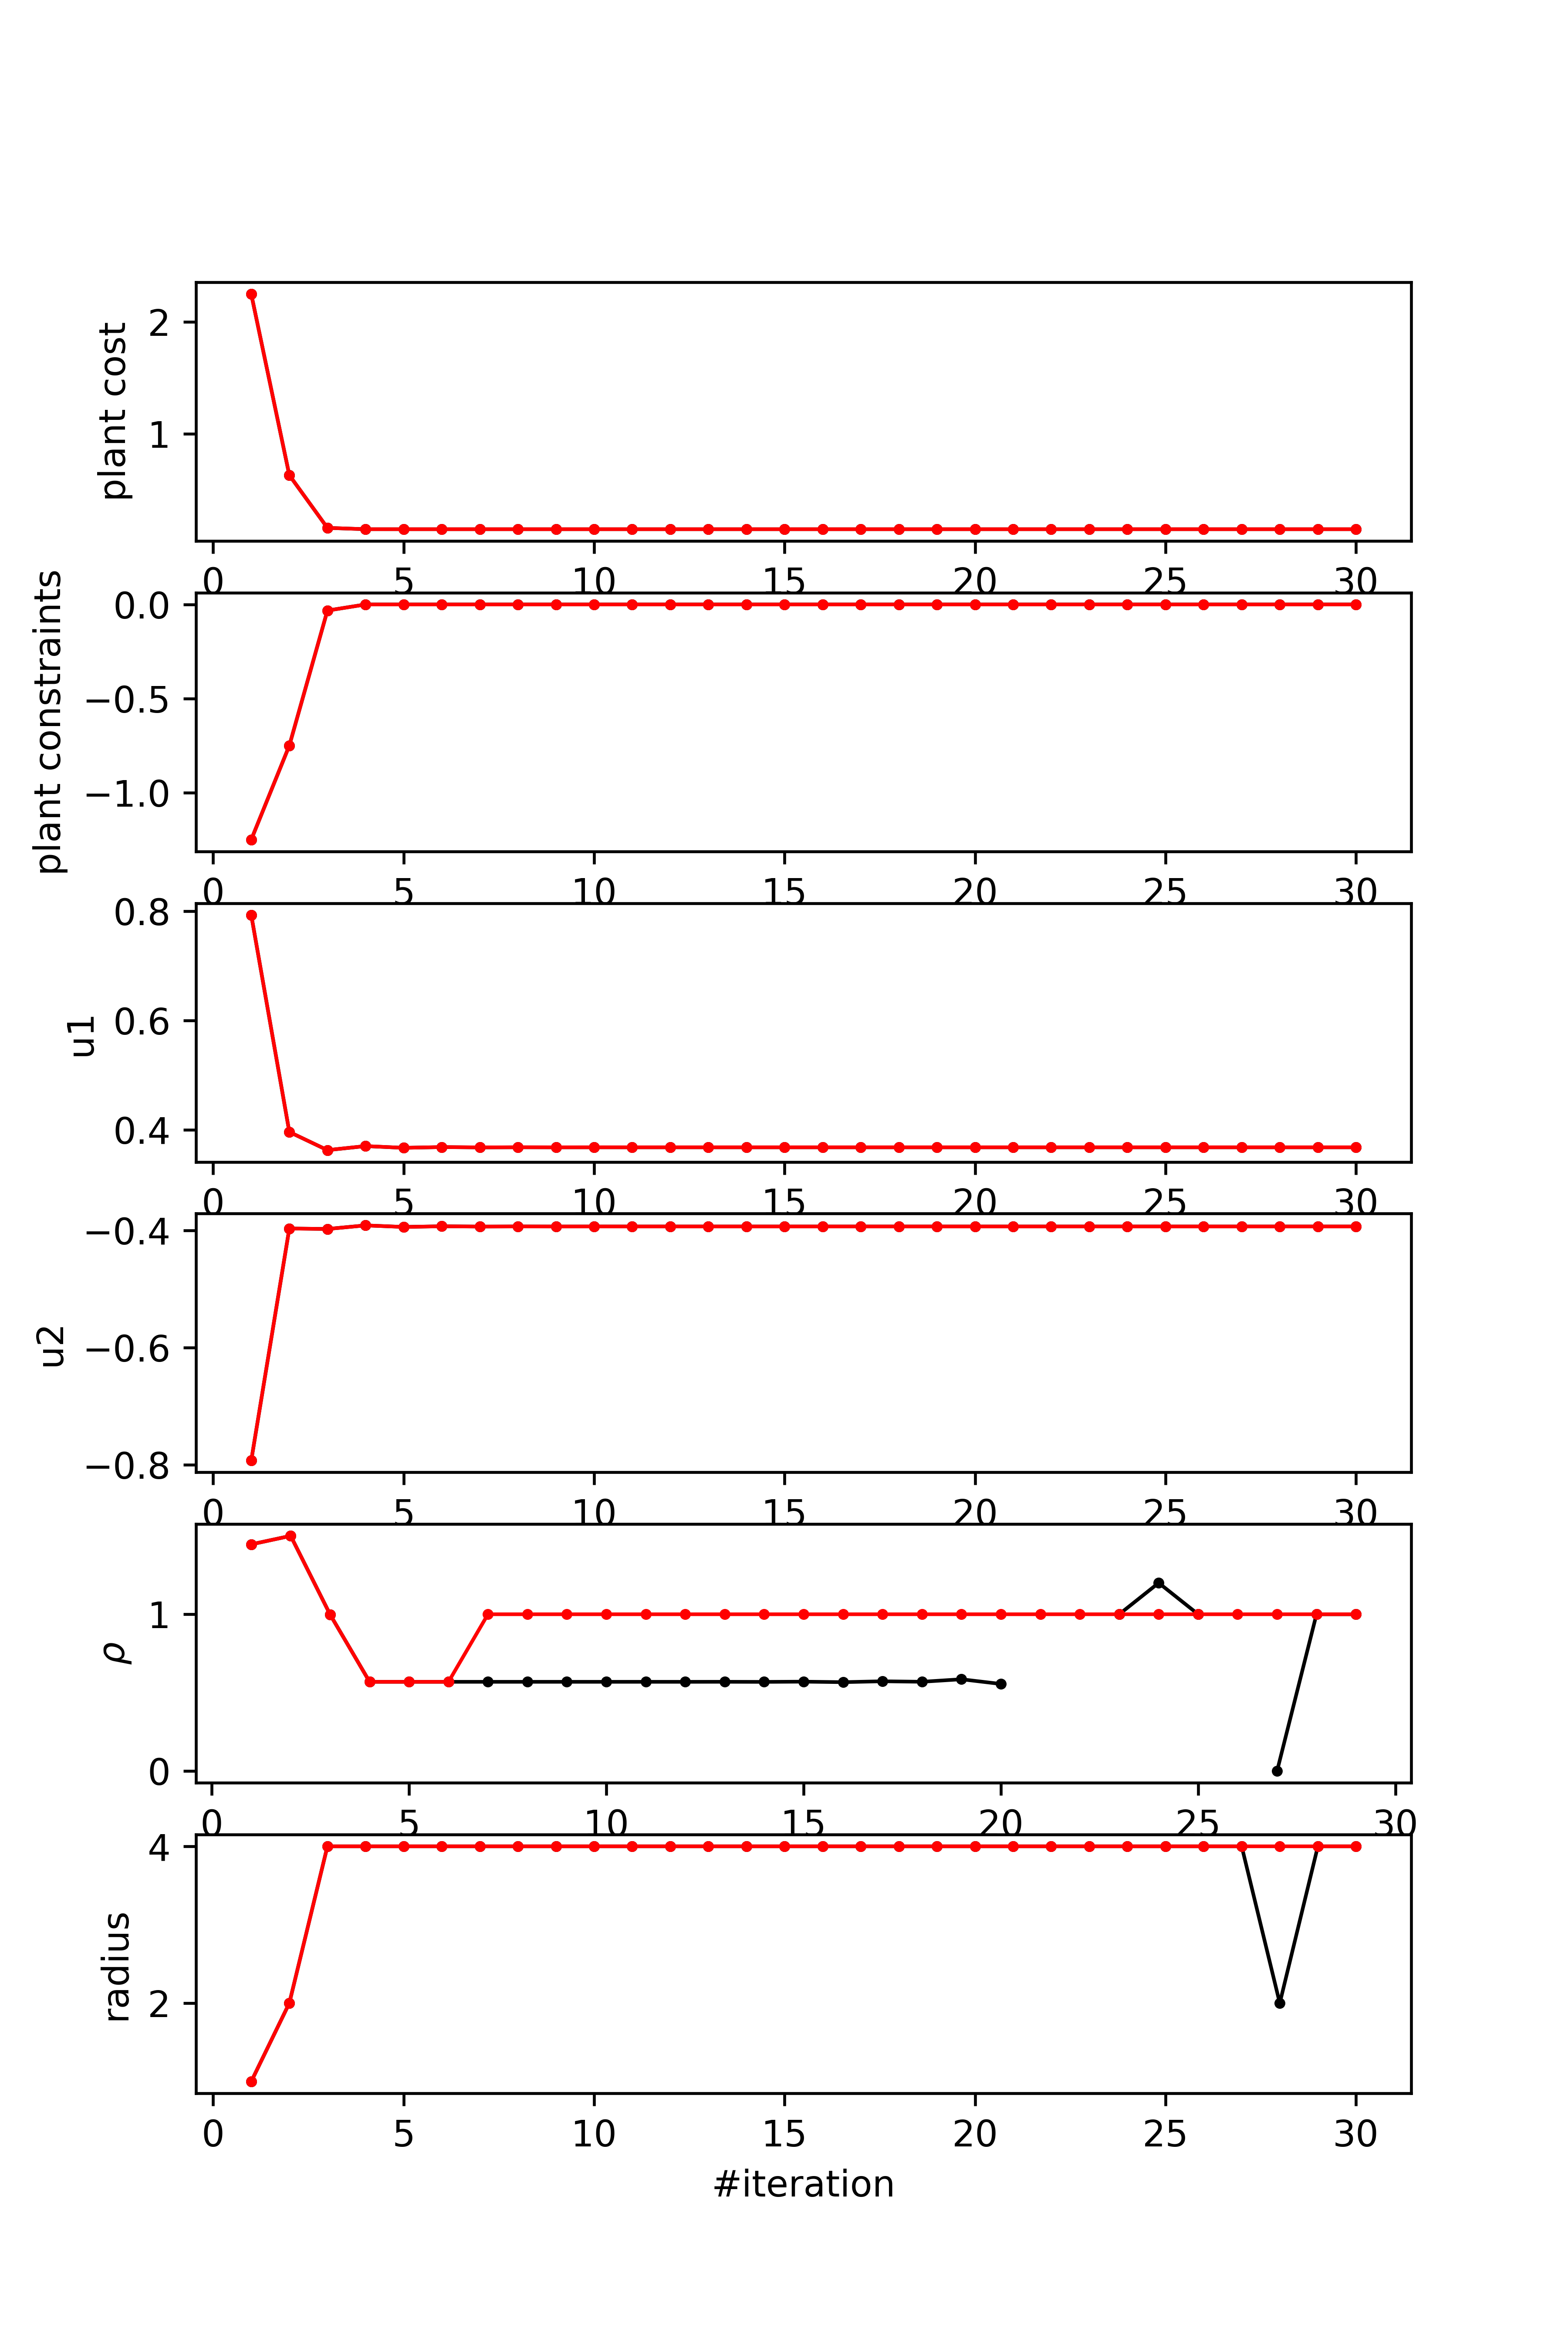 plant cost
2
1
0 5 10 15 20 25 30
plant constraints
0.0
−0.5
−1.0
0 5 10 15 20 25 30
u1
0.8
0.6
0.4
0 5 10 15 20 25 30
u2
−0.4
−0.6
−0.8
0 5 10 15 20 25 30
ρ
1
0
0 5 10 15 20 25 30
radius
4
2
0 5 10 15 20 25 30
#iteration